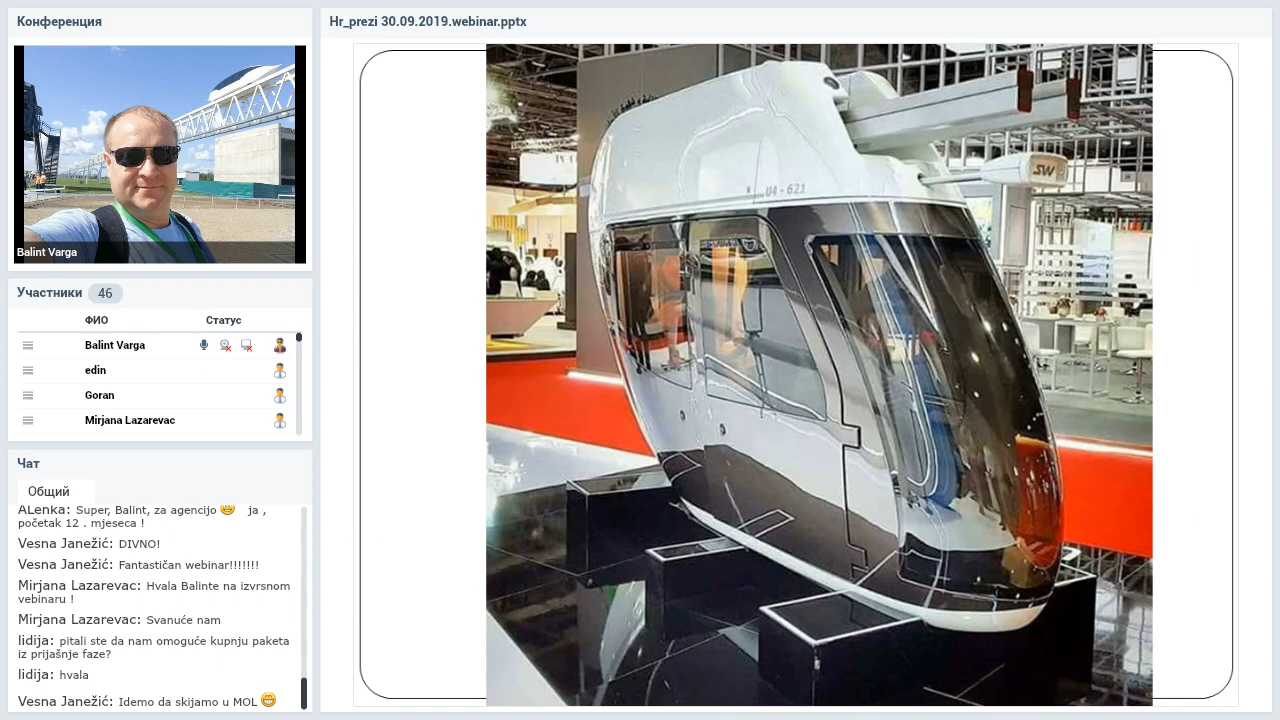 Конференция
Balint Varga
Участники 46
ФИО Статус
Balint Varga
edin
Goran
Mirjana Lazarevac
Чат
Общий
ALenka: Super, Balint, za agencijo ja ,
početak 12 . mjeseca !
Vesna Janežić: DIVNO!
Vesna Janežić: Fantastičan webinar!!!!!!!
Mirjana Lazarevac: Hvala Balinte na izvrsnom
vebinaru !
Mirjana Lazarevac: Svanuće nam
lidija: pitali ste da nam omoguće kupnju paketa
iz prijašnje faze?
lidija: hvala
Vesna Janežić: Idemo da skijamo u MOL
Hr_prezi 30.09.2019.webinar.pptx
U4-621
SW